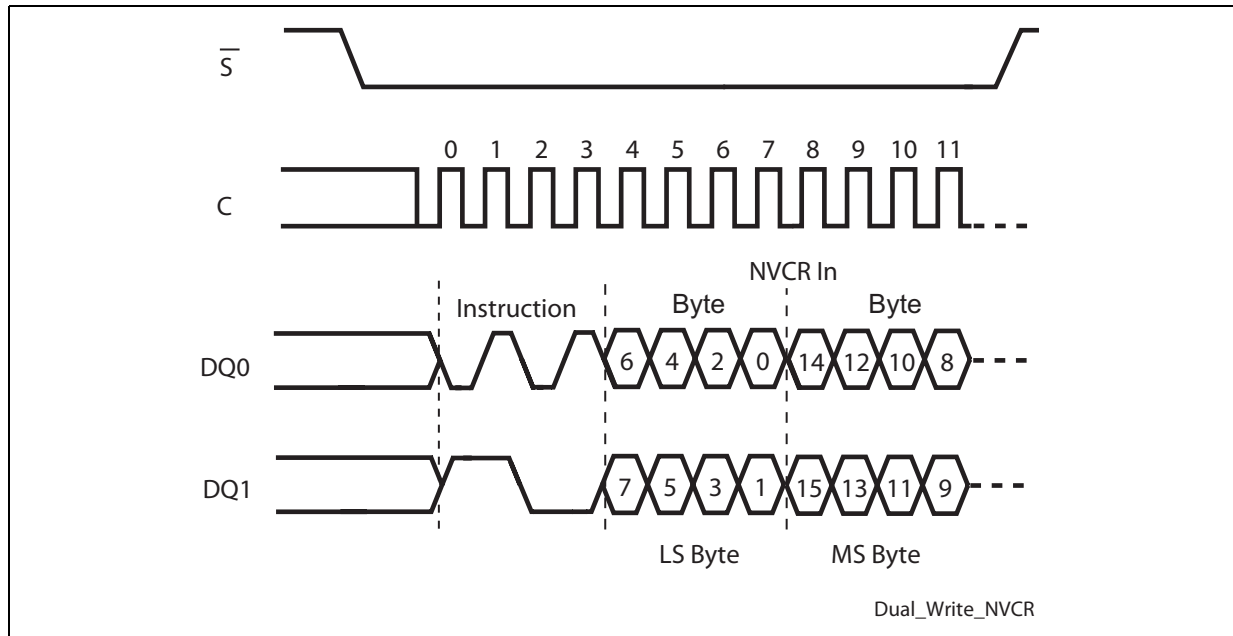 S
0 1 2 3 4 5 6 7 8 9 10 11
C
NVCR In
Instruction Byte Byte
DQ0 6 4 2 0 14 12 10 8
DQ1 7 5 3 1 15 13 11 9
LS Byte MS Byte
Dual_Write_NVCR